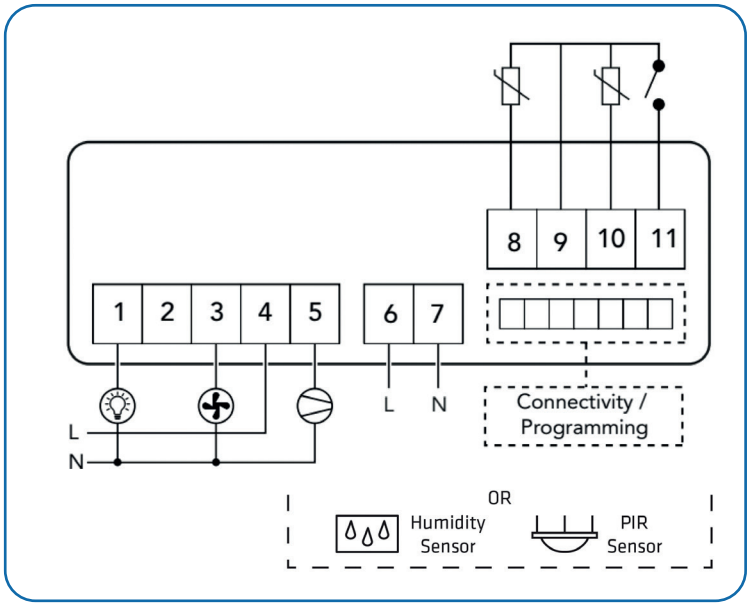 8 9 10 11
1 2 3 4 5 6 7
L N
Connectivity /
Programming
L
N
OR
Humidity
Sensor
PIR
Sensor